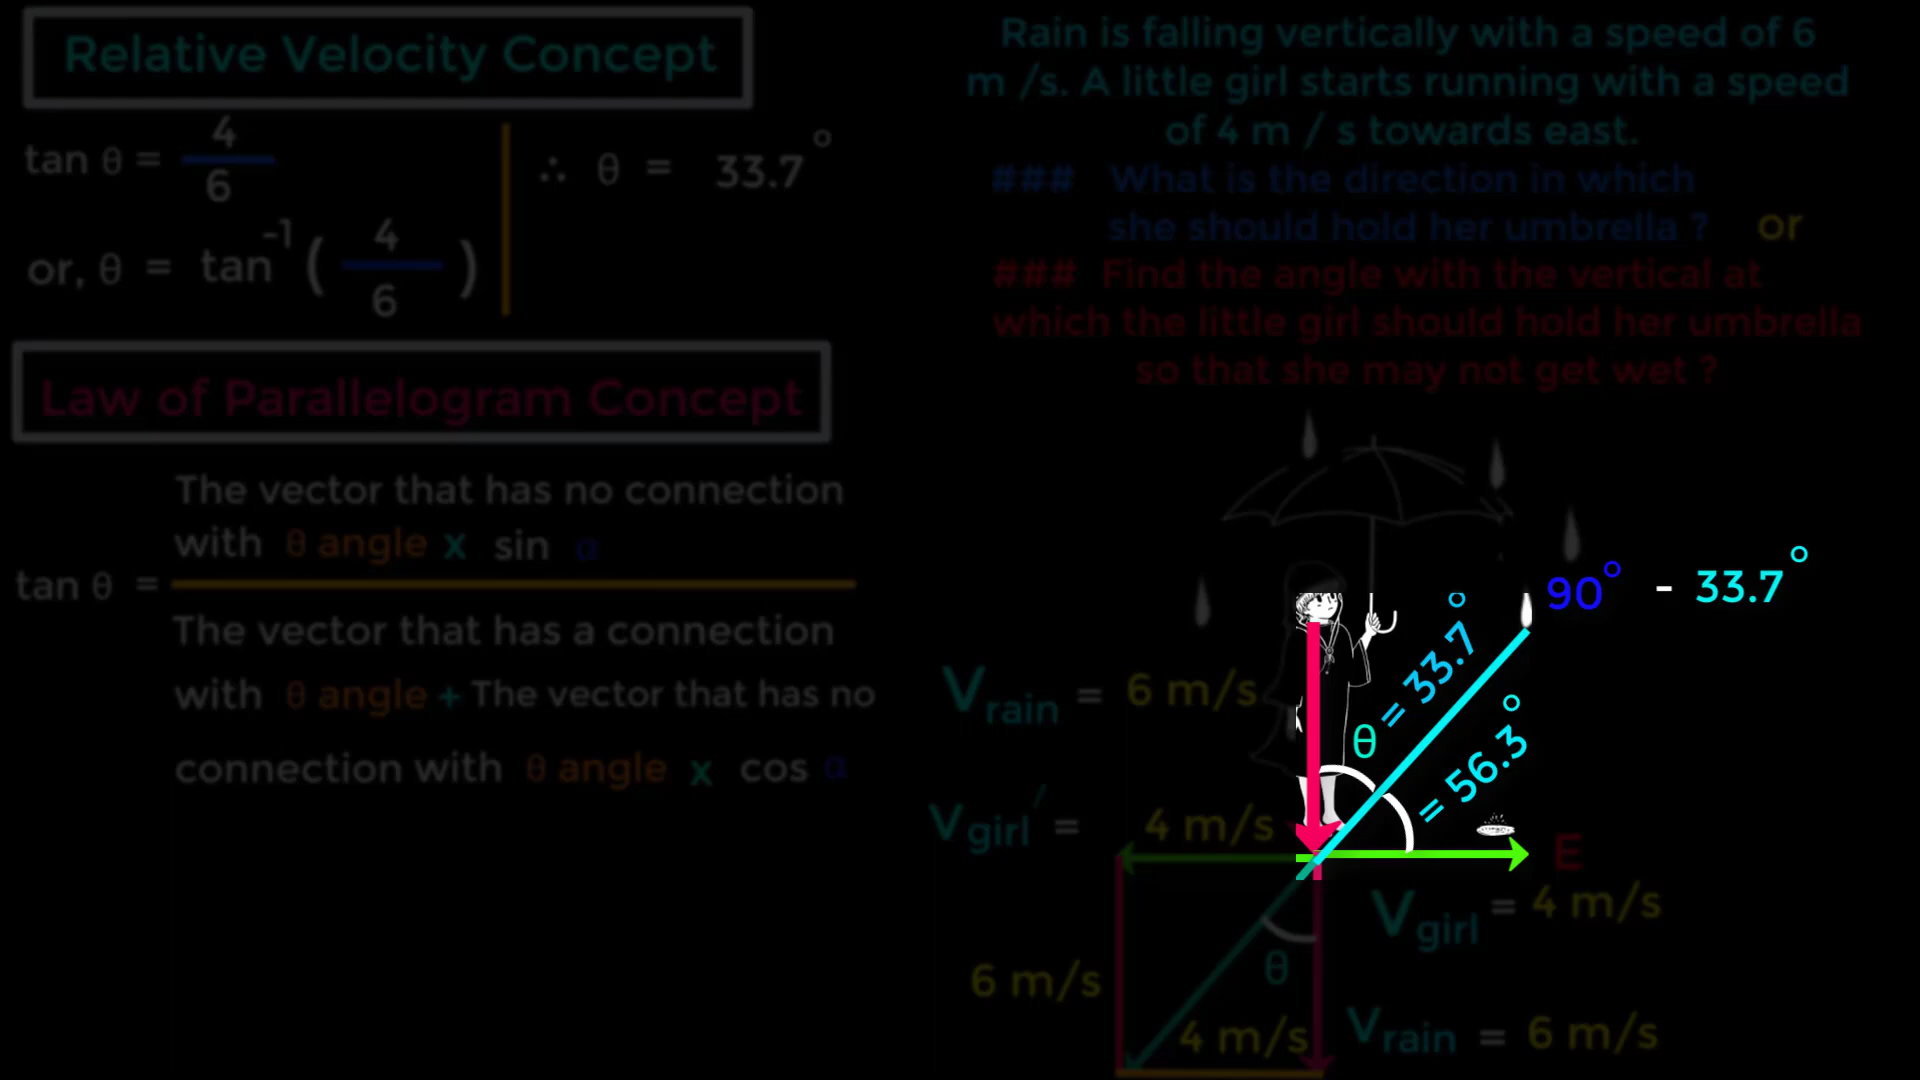 Relative Velocity Concept
tan θ = 4 / 6
∴ θ = 33.7°
or, θ = tan⁻¹ ( 4 / 6 )
Law of Parallelogram Concept
The vector that has no connection
with θ angle x sin α
tan θ =
The vector that has a connection
with θ angle + The vector that has no
connection with θ angle x cos α
Rain is falling vertically with a speed of 6
m /s. A little girl starts running with a speed
of 4 m / s towards east.
### What is the direction in which
she should hold her umbrella ? or
### Find the angle with the vertical at
which the little girl should hold her umbrella
so that she may not get wet ?
90° - 33.7°
θ = 33.7°
= 56.3°
V rain = 6 m/s
V girl′ = 4 m/s
E
V girl = 4 m/s
6 m/s
θ
4 m/s
V rain = 6 m/s